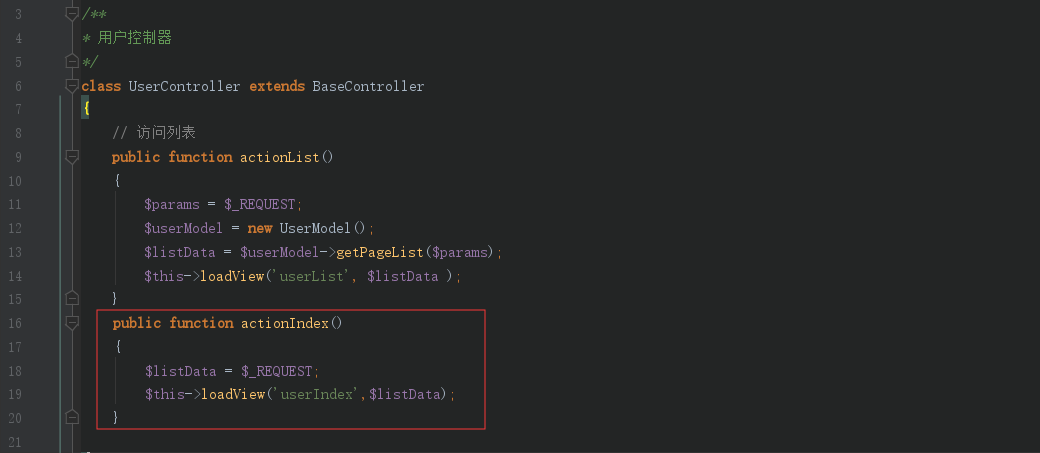 3 /**
4 * 用户控制器
5 */
6 class UserController extends BaseController
7 {
8 // 访问列表
9 public function actionList()
10 {
11 $params = $_REQUEST;
12 $userModel = new UserModel();
13 $listData = $userModel->getPageList($params);
14 $this->loadView('userList', $listData );
15 }
16 public function actionIndex()
17 {
18 $listData = $_REQUEST;
19 $this->loadView('userIndex',$listData);
20 }
21